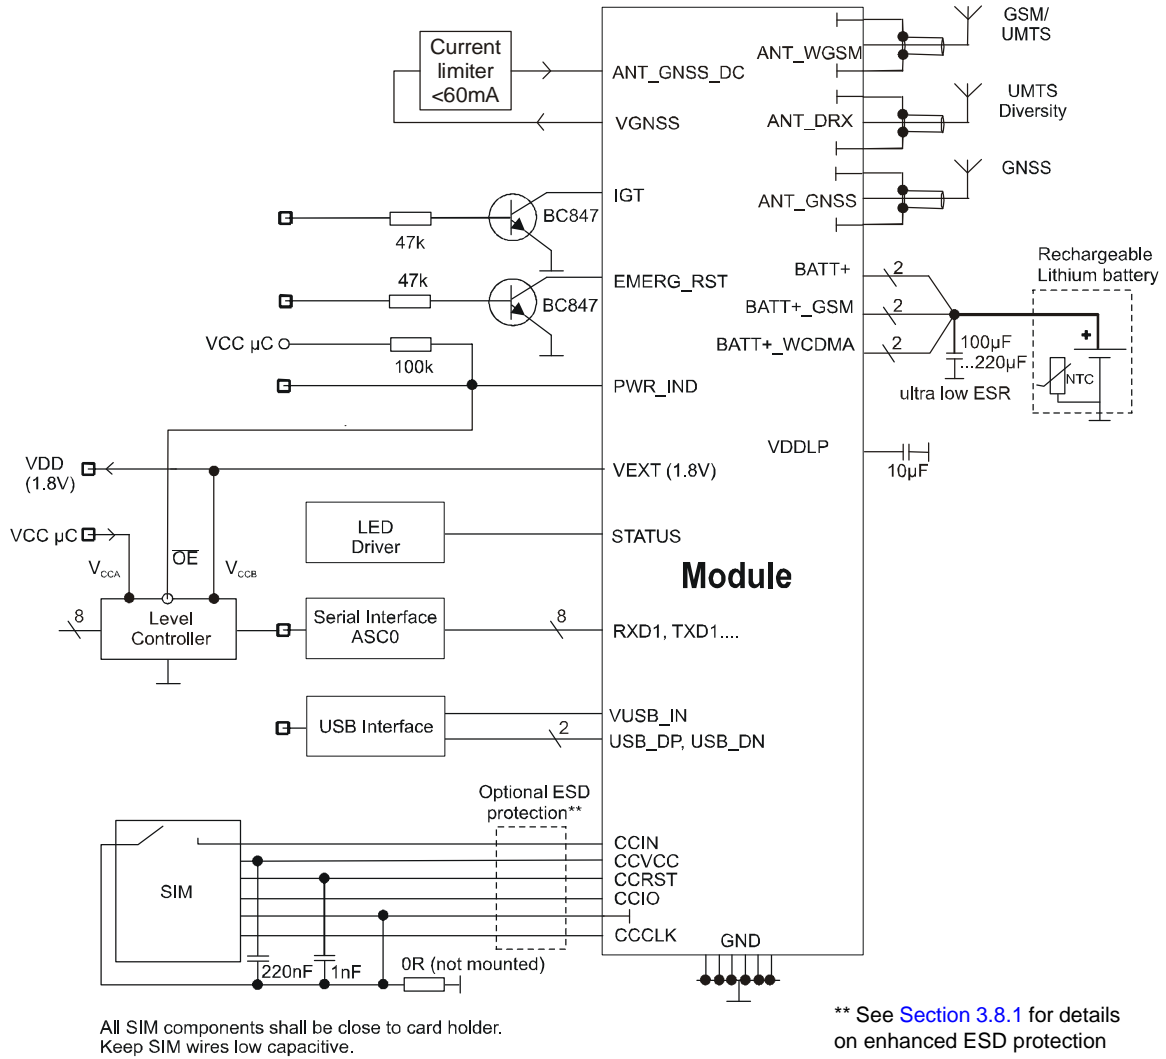 Current
limiter
<60mA
ANT_GNSS_DC
VGNSS
IGT
BC847
47k
47k
EMERG_RST
BC847
VCC µC
100k
PWR_IND
VDD
(1.8V)
VEXT (1.8V)
VCC µC
OE
VCCA
VCCB
LED
Driver
STATUS
Module
8
Level
Controller
Serial Interface
ASC0
8
RXD1, TXD1....
USB Interface
VUSB_IN
2
USB_DP, USB_DN
Optional ESD
protection**
SIM
CCIN
CCVCC
CCRST
CCIO
CCCLK
220nF
1nF
0R (not mounted)
GND
ANT_WGSM
GSM/
UMTS
ANT_DRX
UMTS
Diversity
ANT_GNSS
GNSS
BATT+
2
BATT+_GSM
2
BATT+_WCDMA
2
Rechargeable
Lithium battery
+
100µF
...220µF
NTC
ultra low ESR
VDDLP
10µF
All SIM components shall be close to card holder.
Keep SIM wires low capacitive.
** See Section 3.8.1 for details
on enhanced ESD protection